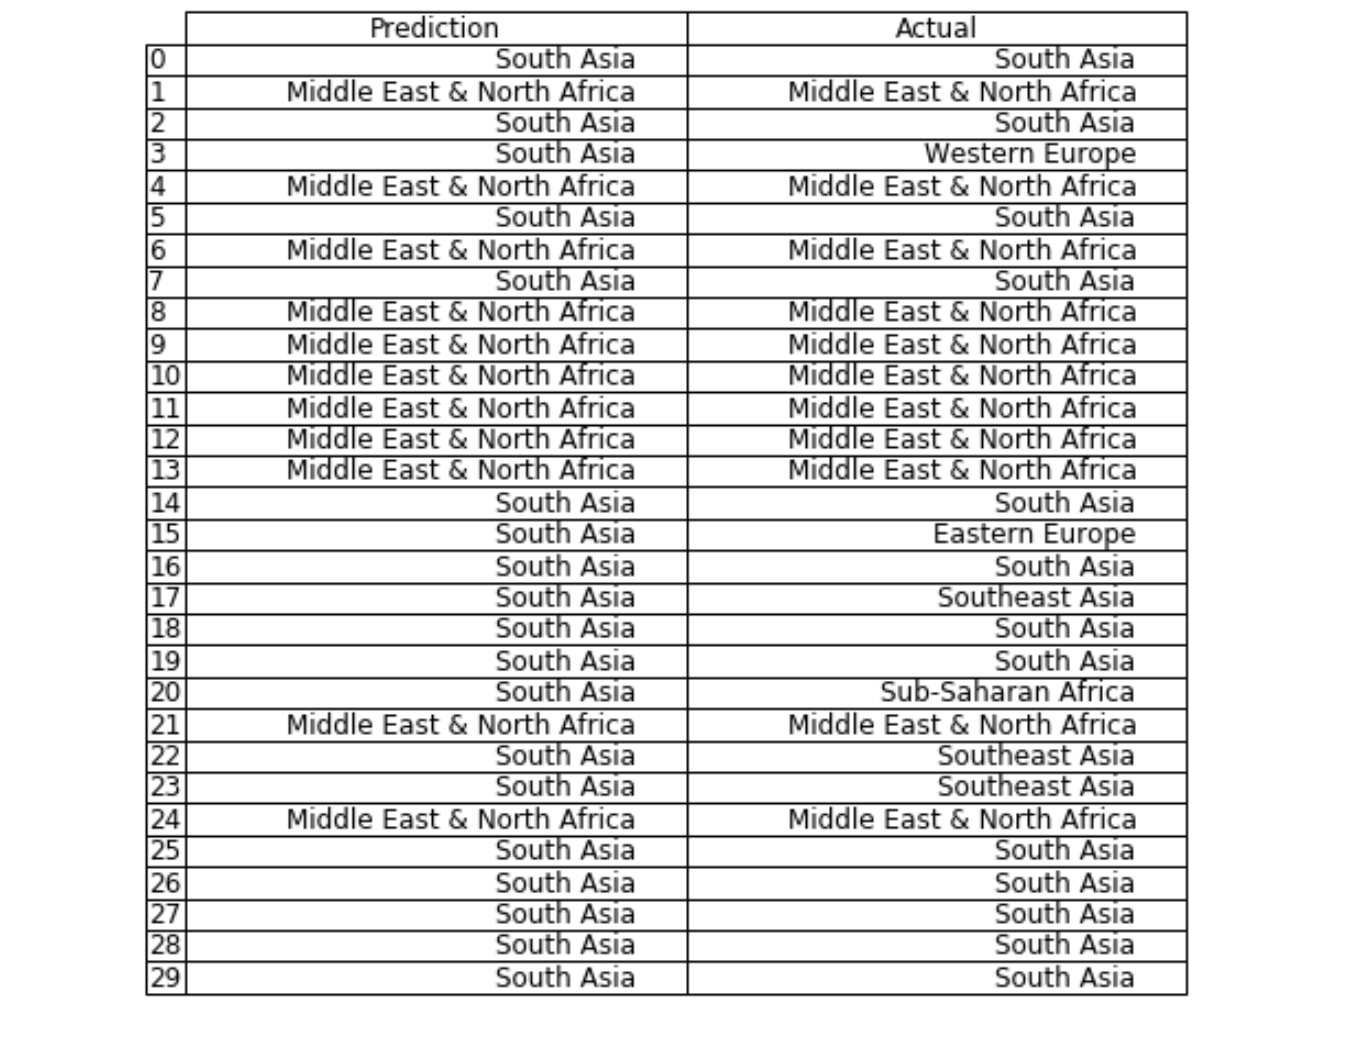 Prediction Actual
0 South Asia South Asia
1 Middle East & North Africa Middle East & North Africa
2 South Asia South Asia
3 South Asia Western Europe
4 Middle East & North Africa Middle East & North Africa
5 South Asia South Asia
6 Middle East & North Africa Middle East & North Africa
7 South Asia South Asia
8 Middle East & North Africa Middle East & North Africa
9 Middle East & North Africa Middle East & North Africa
10 Middle East & North Africa Middle East & North Africa
11 Middle East & North Africa Middle East & North Africa
12 Middle East & North Africa Middle East & North Africa
13 Middle East & North Africa Middle East & North Africa
14 South Asia South Asia
15 South Asia Eastern Europe
16 South Asia South Asia
17 South Asia Southeast Asia
18 South Asia South Asia
19 South Asia South Asia
20 South Asia Sub-Saharan Africa
21 Middle East & North Africa Middle East & North Africa
22 South Asia Southeast Asia
23 South Asia Southeast Asia
24 Middle East & North Africa Middle East & North Africa
25 South Asia South Asia
26 South Asia South Asia
27 South Asia South Asia
28 South Asia South Asia
29 South Asia South Asia